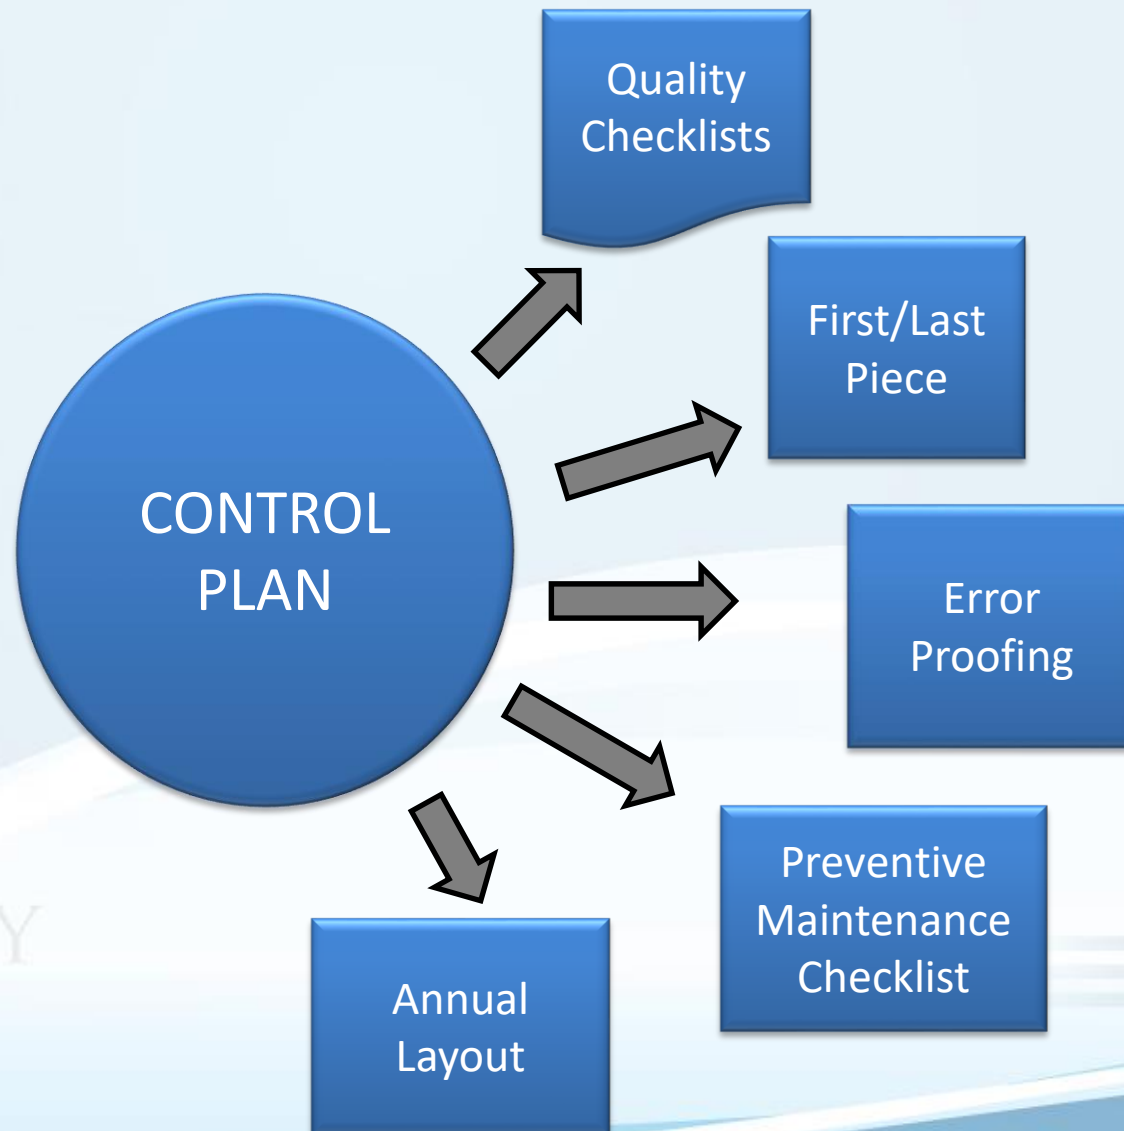 Quality
Checklists
First/Last
Piece
CONTROL
PLAN
Error
Proofing
Preventive
Maintenance
Checklist
Y
Annual
Layout